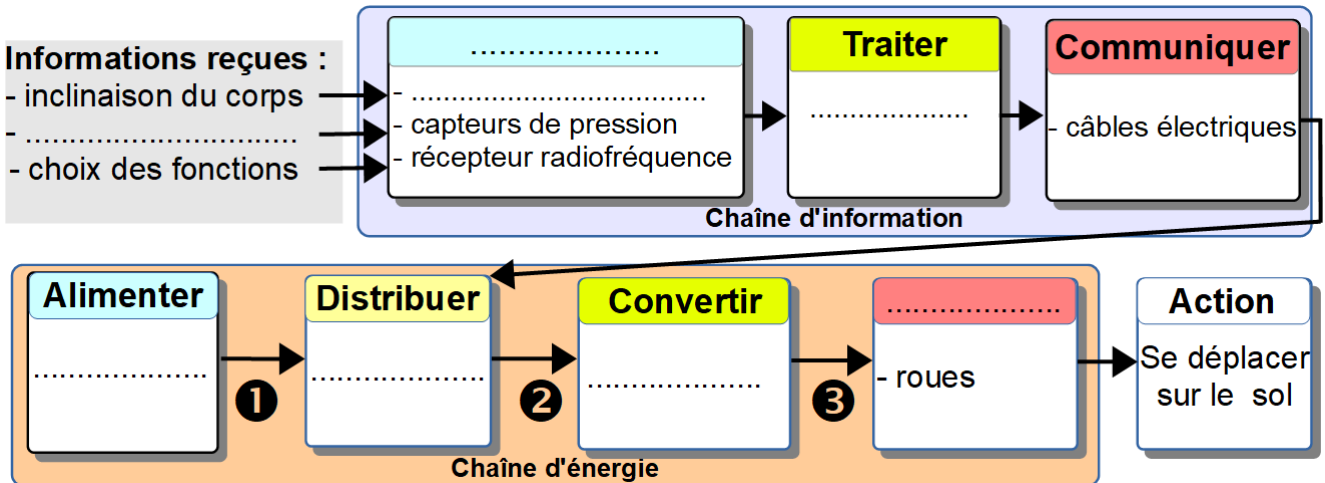 Informations reçues :
- inclinaison du corps
- ..............................
- choix des fonctions
.....................
- ......................................
- capteurs de pression
- récepteur radiofréquence
Traiter
....................
Communiquer
- câbles électriques
Chaîne d'information
Alimenter
....................
❶
Distribuer
....................
❷
Convertir
....................
❸
....................
- roues
Action
Se déplacer
sur le sol
Chaîne d'énergie